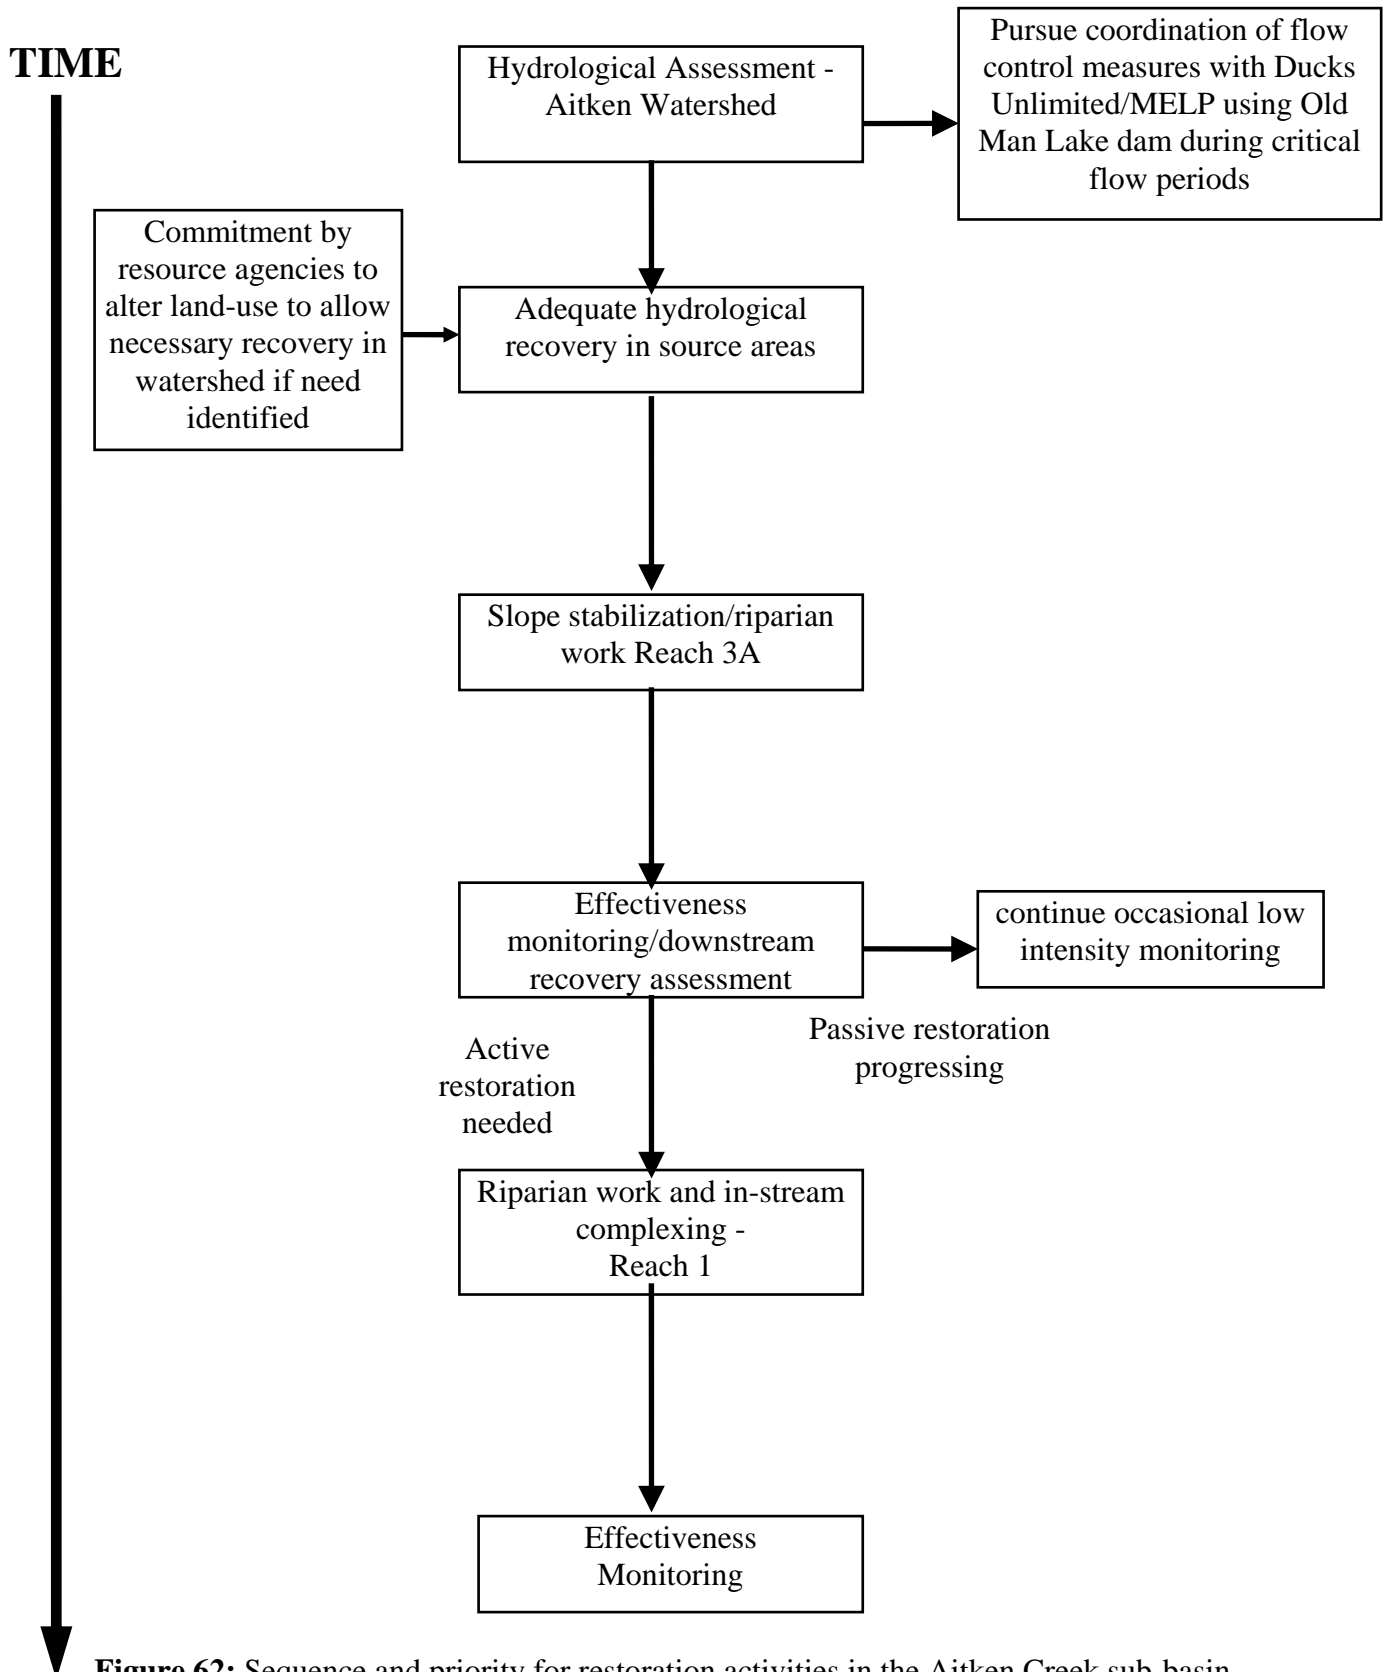 TIME
Hydrological Assessment -
Aitken Watershed
Pursue coordination of flow
control measures with Ducks
Unlimited/MELP using Old
Man Lake dam during critical
flow periods
Commitment by
resource agencies to
alter land-use to allow
necessary recovery in
watershed if need
identified
Adequate hydrological
recovery in source areas
Slope stabilization/riparian
work Reach 3A
Effectiveness
monitoring/downstream
recovery assessment
continue occasional low
intensity monitoring
Active
restoration
needed
Passive restoration
progressing
Riparian work and in-stream
complexing -
Reach 1
Effectiveness
Monitoring
Figure 62: Sequence and priority for restoration activities in the Aitken Creek sub-basin